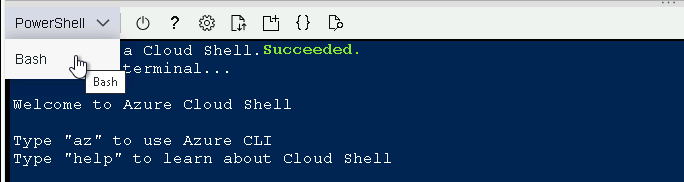 PowerShell
Bash
Bash
a Cloud Shell.Succeeded.
terminal...
Welcome to Azure Cloud Shell
Type "az" to use Azure CLI
Type "help" to learn about Cloud Shell